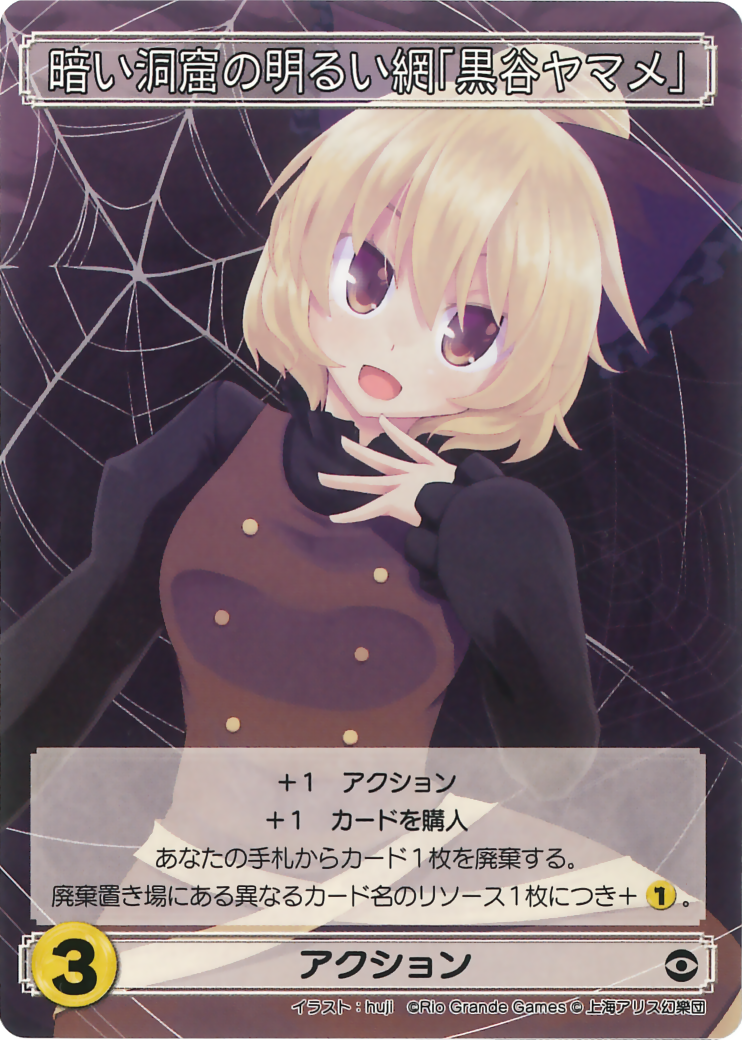 暗い洞窟の明るい網「黒谷ヤマメ」
+1 アクション
+1 カードを購入
あなたの手札からカード1枚を廃棄する。
廃棄置き場にある異なるカード名のリソース1枚につき+1。
3 アクション
イラスト:huji ©Rio Grande Games © 上海アリス幻樂団